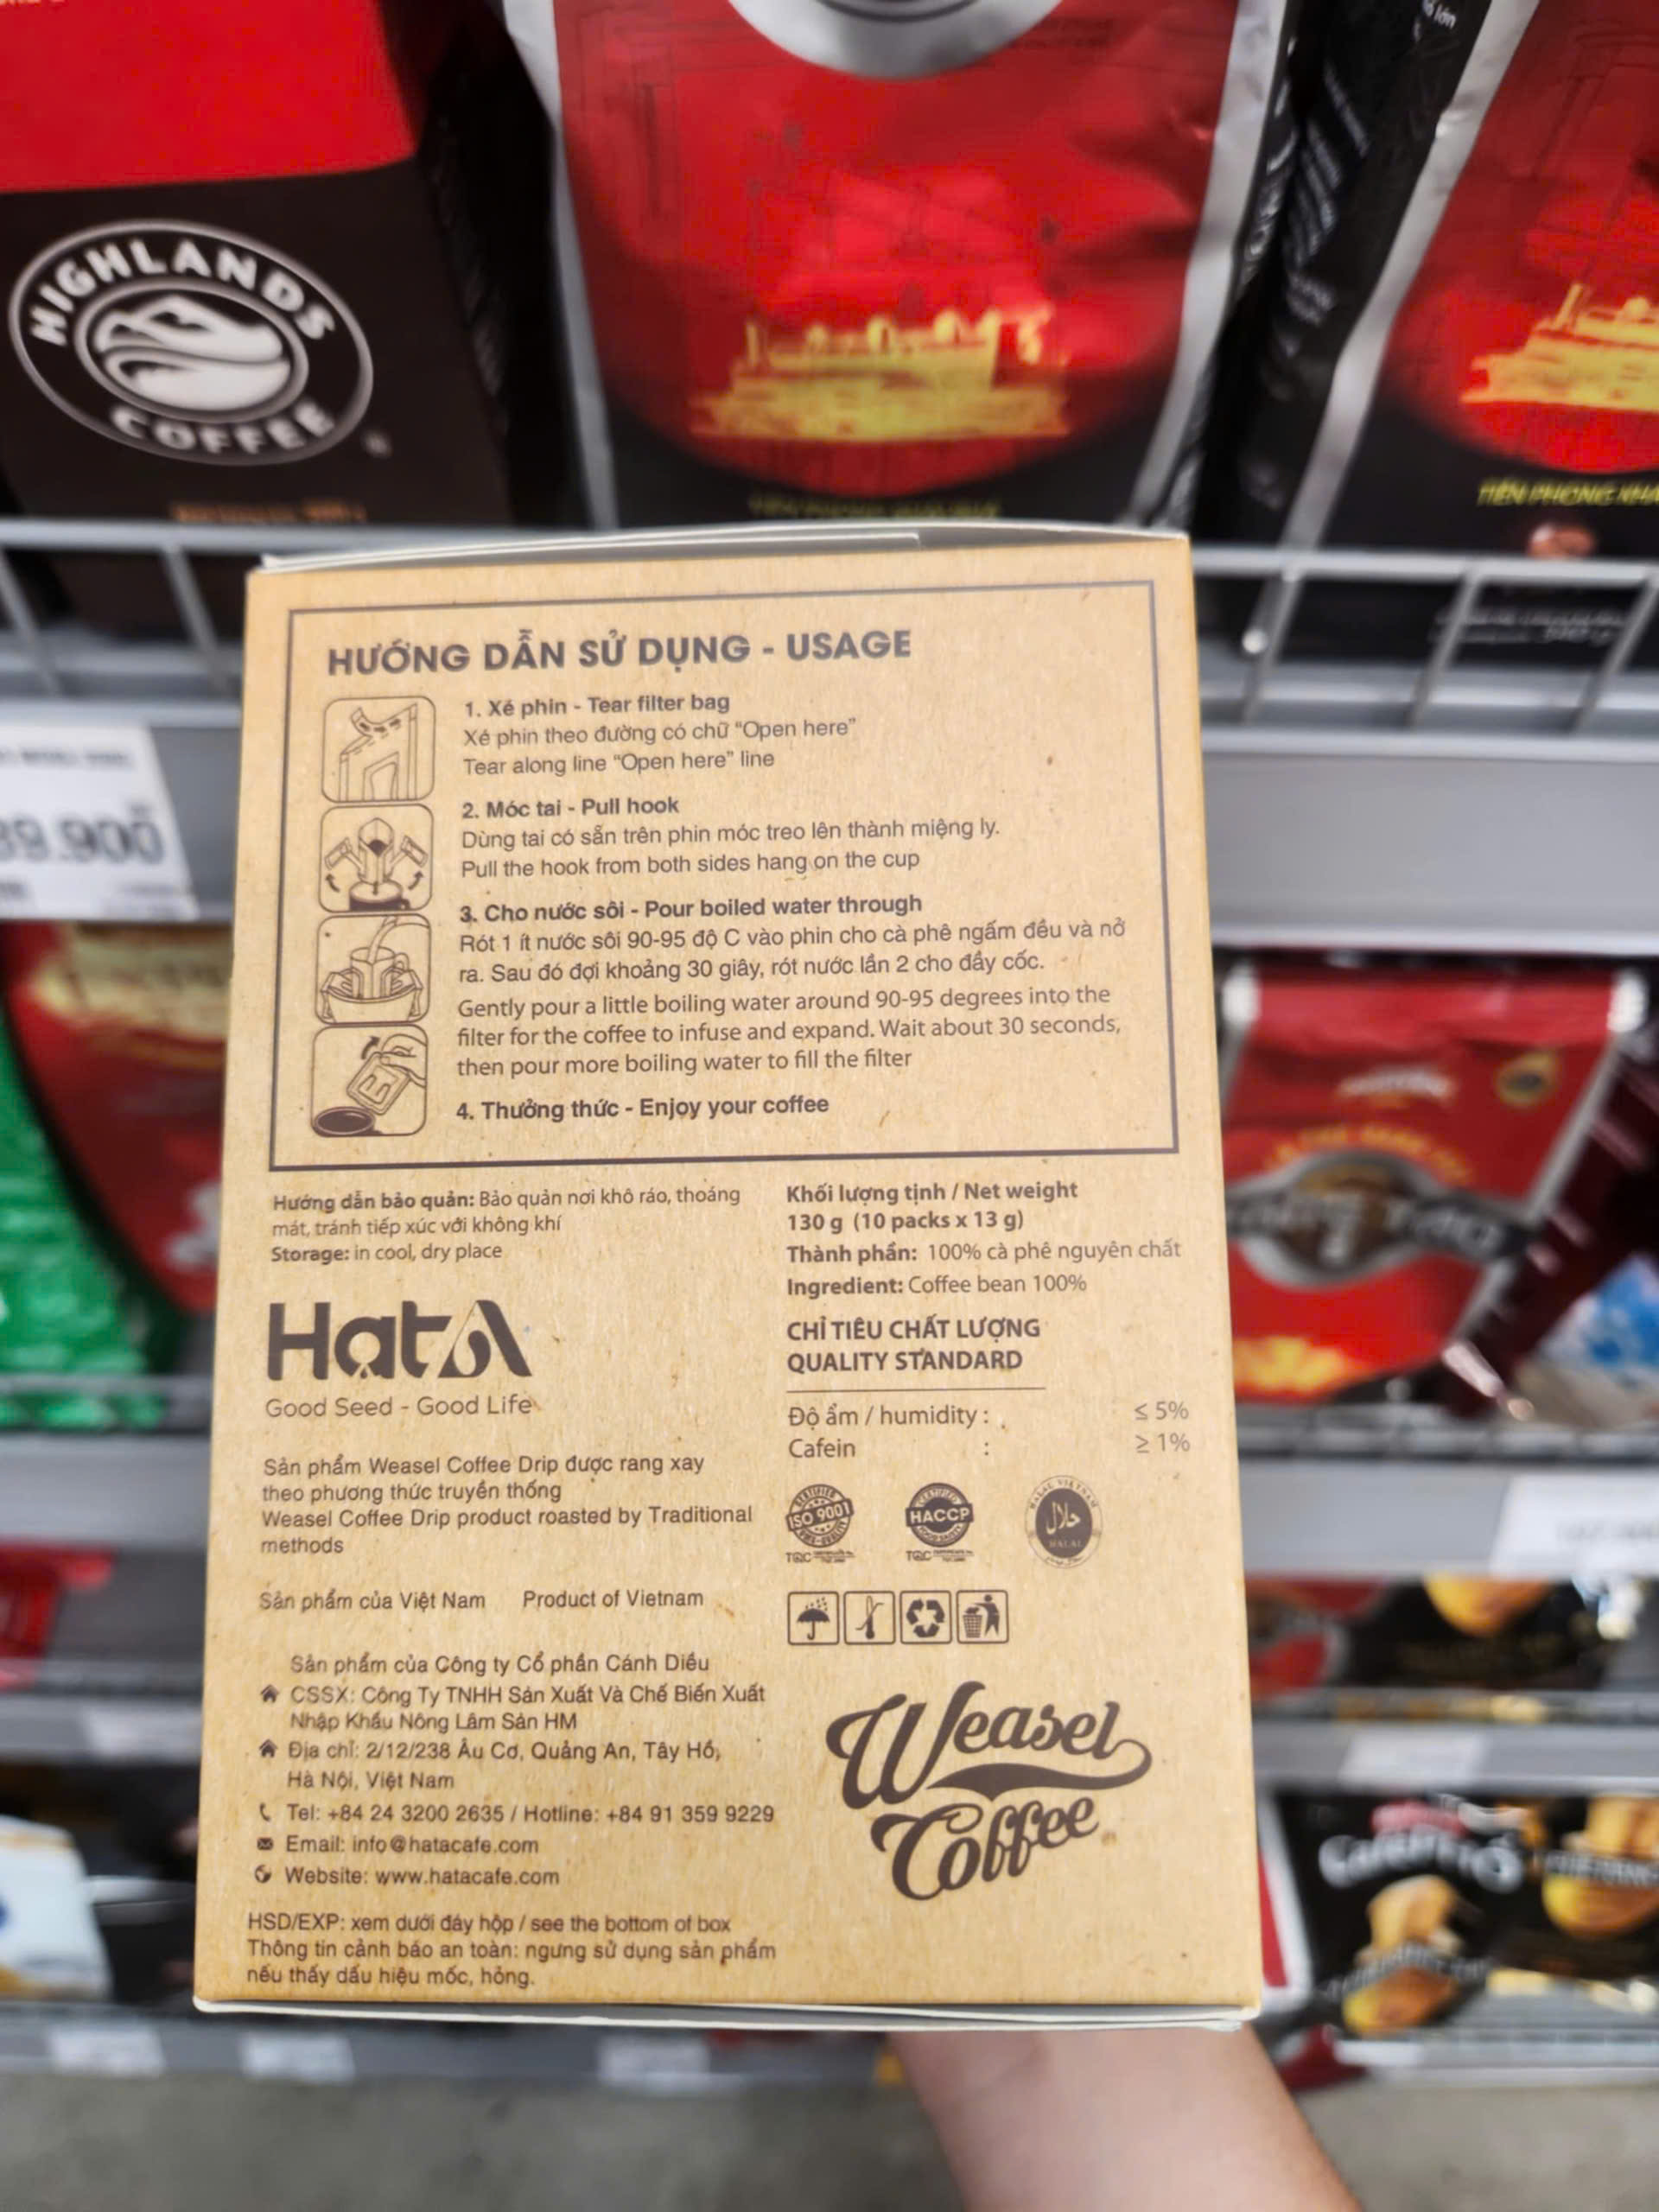 HIGHLANDS
COFFEE
TIÊN PHONG
89.900
HƯỚNG DẪN SỬ DỤNG - USAGE
1. Xé phin - Tear filter bag
Xé phin theo đường có chữ "Open here"
Tear along line "Open here" line
2. Móc tai - Pull hook
Dùng tai có sẵn trên phin móc treo lên thành miệng ly.
Pull the hook from both sides hang on the cup
3. Cho nước sôi - Pour boiled water through
Rót 1 ít nước sôi 90-95 độ C vào phin cho cà phê ngấm đều và nở
ra. Sau đó đợi khoảng 30 giây, rót nước lần 2 cho đầy cốc.
Gently pour a little boiling water around 90-95 degrees into the
filter for the coffee to infuse and expand. Wait about 30 seconds,
then pour more boiling water to fill the filter
4. Thưởng thức - Enjoy your coffee
Hướng dẫn bảo quản: Bảo quản nơi khô ráo, thoáng
mát, tránh tiếp xúc với không khí
Storage: in cool, dry place
HatA
Good Seed - Good Life
Sản phẩm Weasel Coffee Drip được rang xay
theo phương thức truyền thống
Weasel Coffee Drip product roasted by Traditional
methods
Sản phẩm của Việt Nam Product of Vietnam
Sản phẩm của Công ty Cổ phần Cánh Diều
CSSX: Công Ty TNHH Sản Xuất Và Chế Biến Xuất
Nhập Khẩu Nông Lâm Sản HM
Địa chỉ: 2/12/238 Âu Cơ, Quảng An, Tây Hồ,
Hà Nội, Việt Nam
Tel: +84 24 3200 2635 / Hotline: +84 91 359 9229
Email: info@hatacafe.com
Website: www.hatacafe.com
HSD/EXP: xem dưới đáy hộp / see the bottom of box
Thông tin cảnh báo an toàn: ngưng sử dụng sản phẩm
nếu thấy dấu hiệu mốc, hỏng.
Khối lượng tịnh / Net weight
130 g (10 packs x 13 g)
Thành phần: 100% cà phê nguyên chất
Ingredient: Coffee bean 100%
CHỈ TIÊU CHẤT LƯỢNG
QUALITY STANDARD
Độ ẩm / humidity : ≤ 5%
Cafein : ≥ 1%
CERTIFIED
ISO 9001
TQC
CERTIFIED
HACCP
TQC
HALAL VIETNAM
حلال
HALAL
Weasel
Coffee